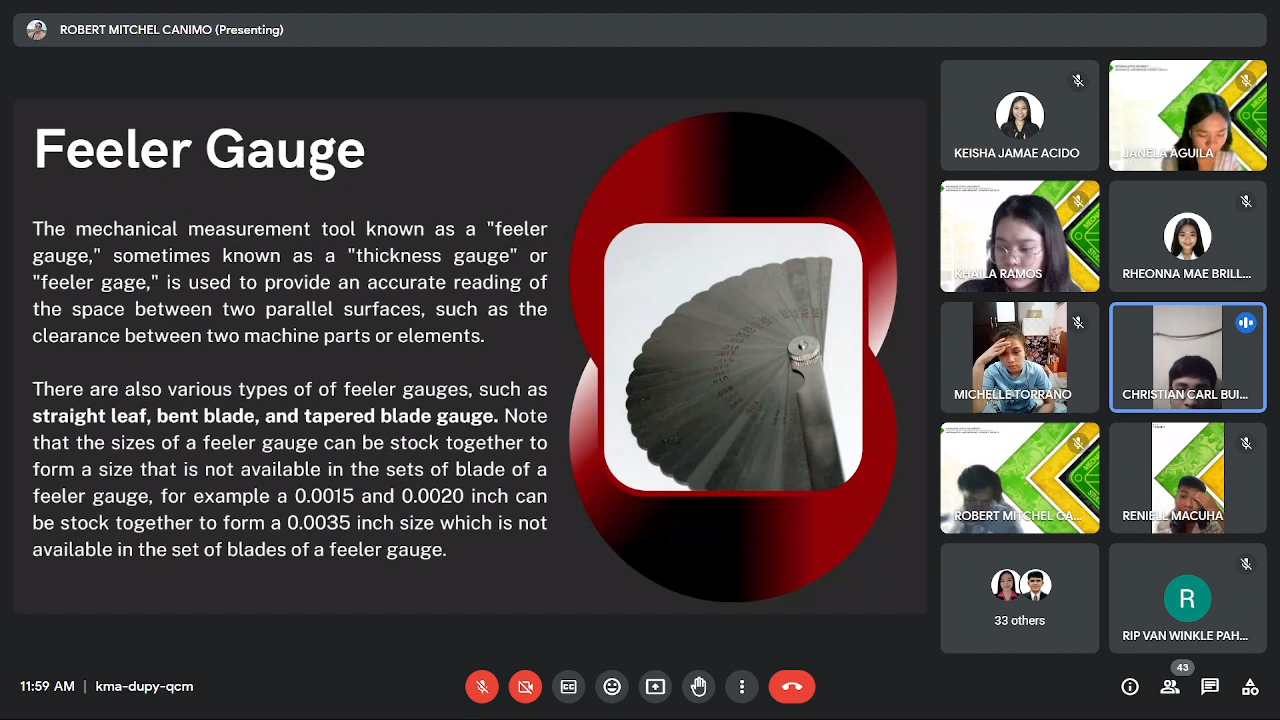 ROBERT MITCHEL CANIMO (Presenting)
Feeler Gauge
The mechanical measurement tool known as a "feeler
gauge," sometimes known as a "thickness gauge" or
"feeler gage," is used to provide an accurate reading of
the space between two parallel surfaces, such as the
clearance between two machine parts or elements.
There are also various types of of feeler gauges, such as
straight leaf, bent blade, and tapered blade gauge. Note
that the sizes of a feeler gauge can be stock together to
form a size that is not available in the sets of blade of a
feeler gauge, for example a 0.0015 and 0.0020 inch can
be stock together to form a 0.0035 inch size which is not
available in the set of blades of a feeler gauge.
KEISHA JAMAE ACIDO
JANELA AGUILA
KHAILA RAMOS
RHEONNA MAE BRILL...
MICHELLE TORRANO
CHRISTIAN CARL BUI...
ROBERT MITCHEL CA...
RENIELL MACUHA
33 others
R
RIP VAN WINKLE PAH...
11:59 AM | kma-dupy-qcm
43